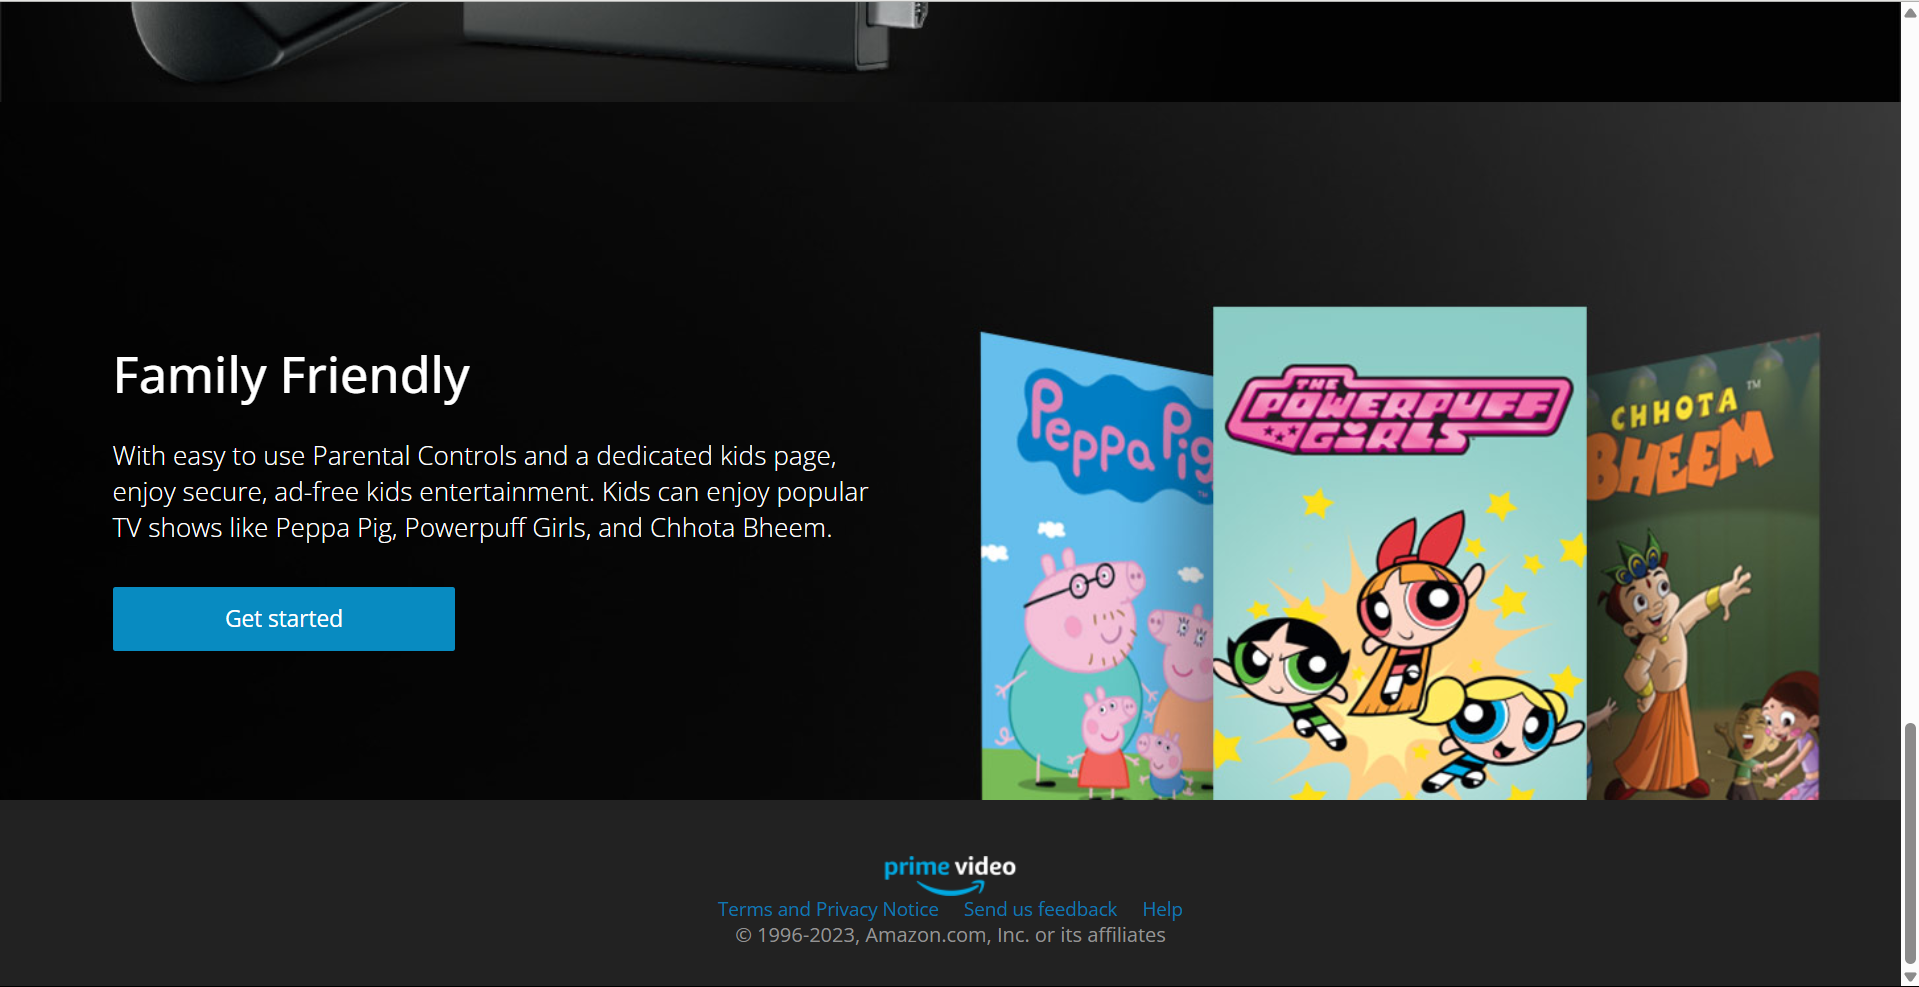 Family Friendly
With easy to use Parental Controls and a dedicated kids page,
enjoy secure, ad-free kids entertainment. Kids can enjoy popular
TV shows like Peppa Pig, Powerpuff Girls, and Chhota Bheem.
Get started
Peppa Pig
™
THE
POWERPUFF
GIRLS
CHHOTA ™
BHEEM
prime video
Terms and Privacy Notice Send us feedback Help
© 1996-2023, Amazon.com, Inc. or its affiliates